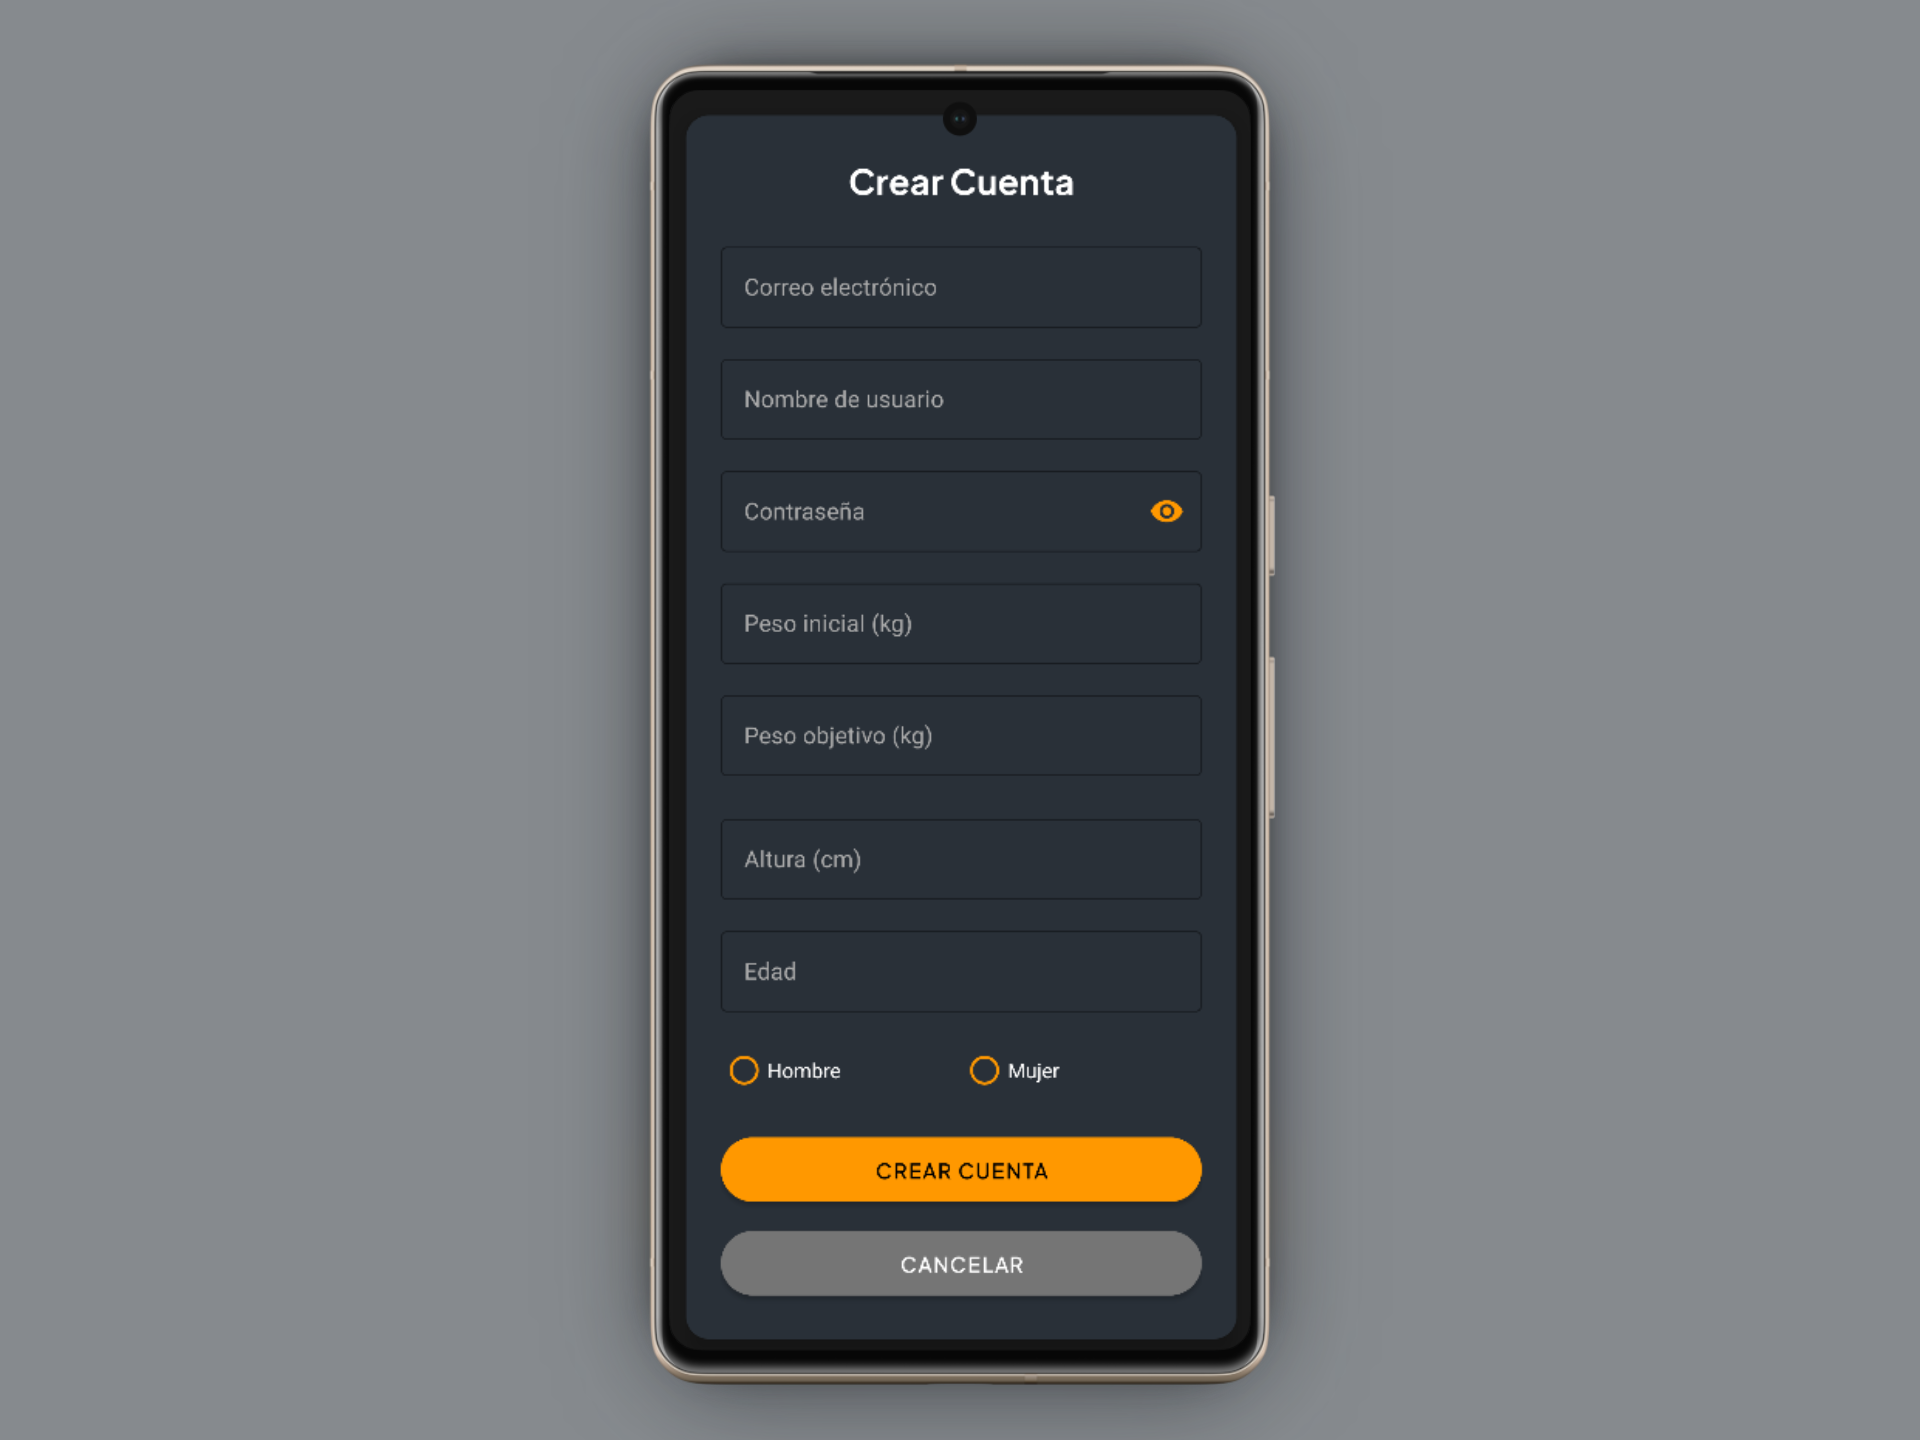 Crear Cuenta
Correo electrónico
Nombre de usuario
Contraseña
Peso inicial (kg)
Peso objetivo (kg)
Altura (cm)
Edad
Hombre
Mujer
CREAR CUENTA
CANCELAR